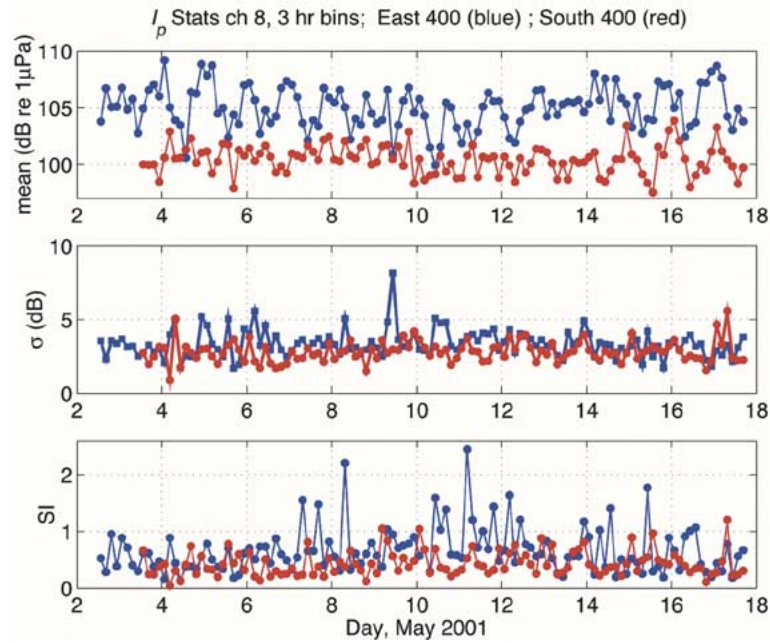 I_p Stats ch 8, 3 hr bins; East 400 (blue) ; South 400 (red)
mean (dB re 1μPa)
110
105
100
2 4 6 8 10 12 14 16 18
σ (dB)
10
5
0
2 4 6 8 10 12 14 16 18
SI
2
1
0
2 4 6 8 10 12 14 16 18
Day, May 2001